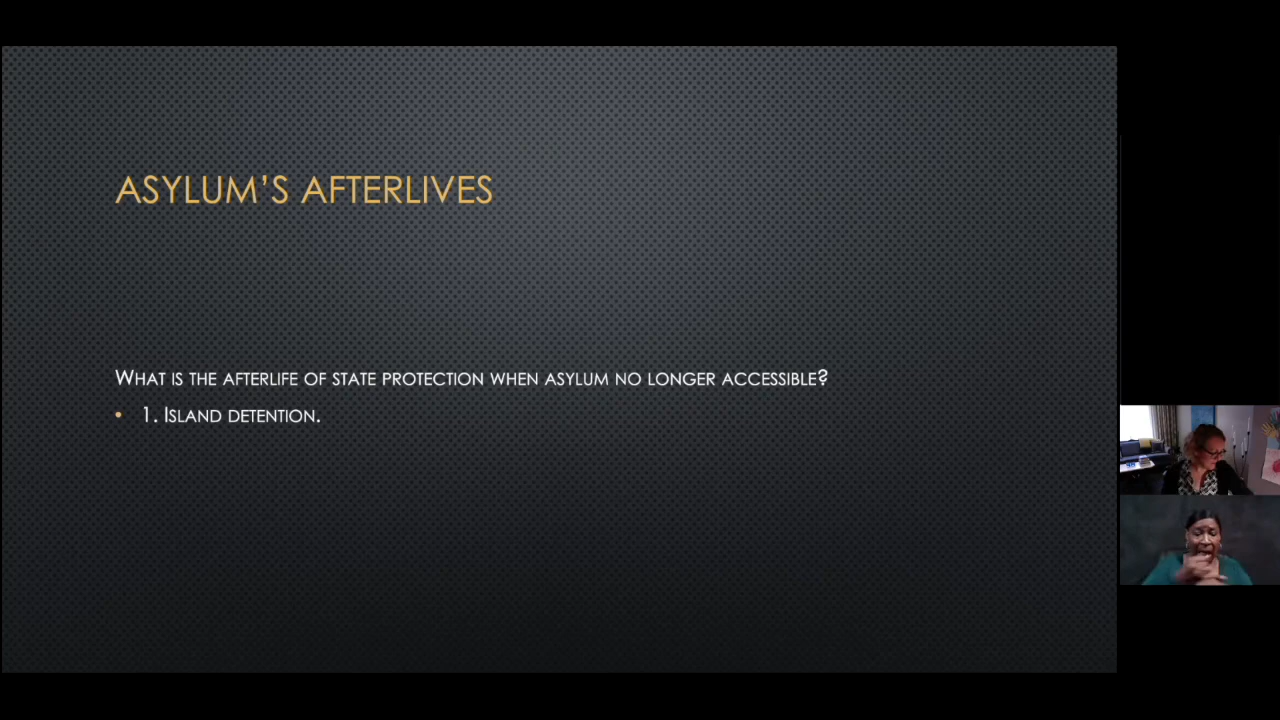 ASYLUM'S AFTERLIVES
WHAT IS THE AFTERLIFE OF STATE PROTECTION WHEN ASYLUM NO LONGER ACCESSIBLE?
• 1. ISLAND DETENTION.